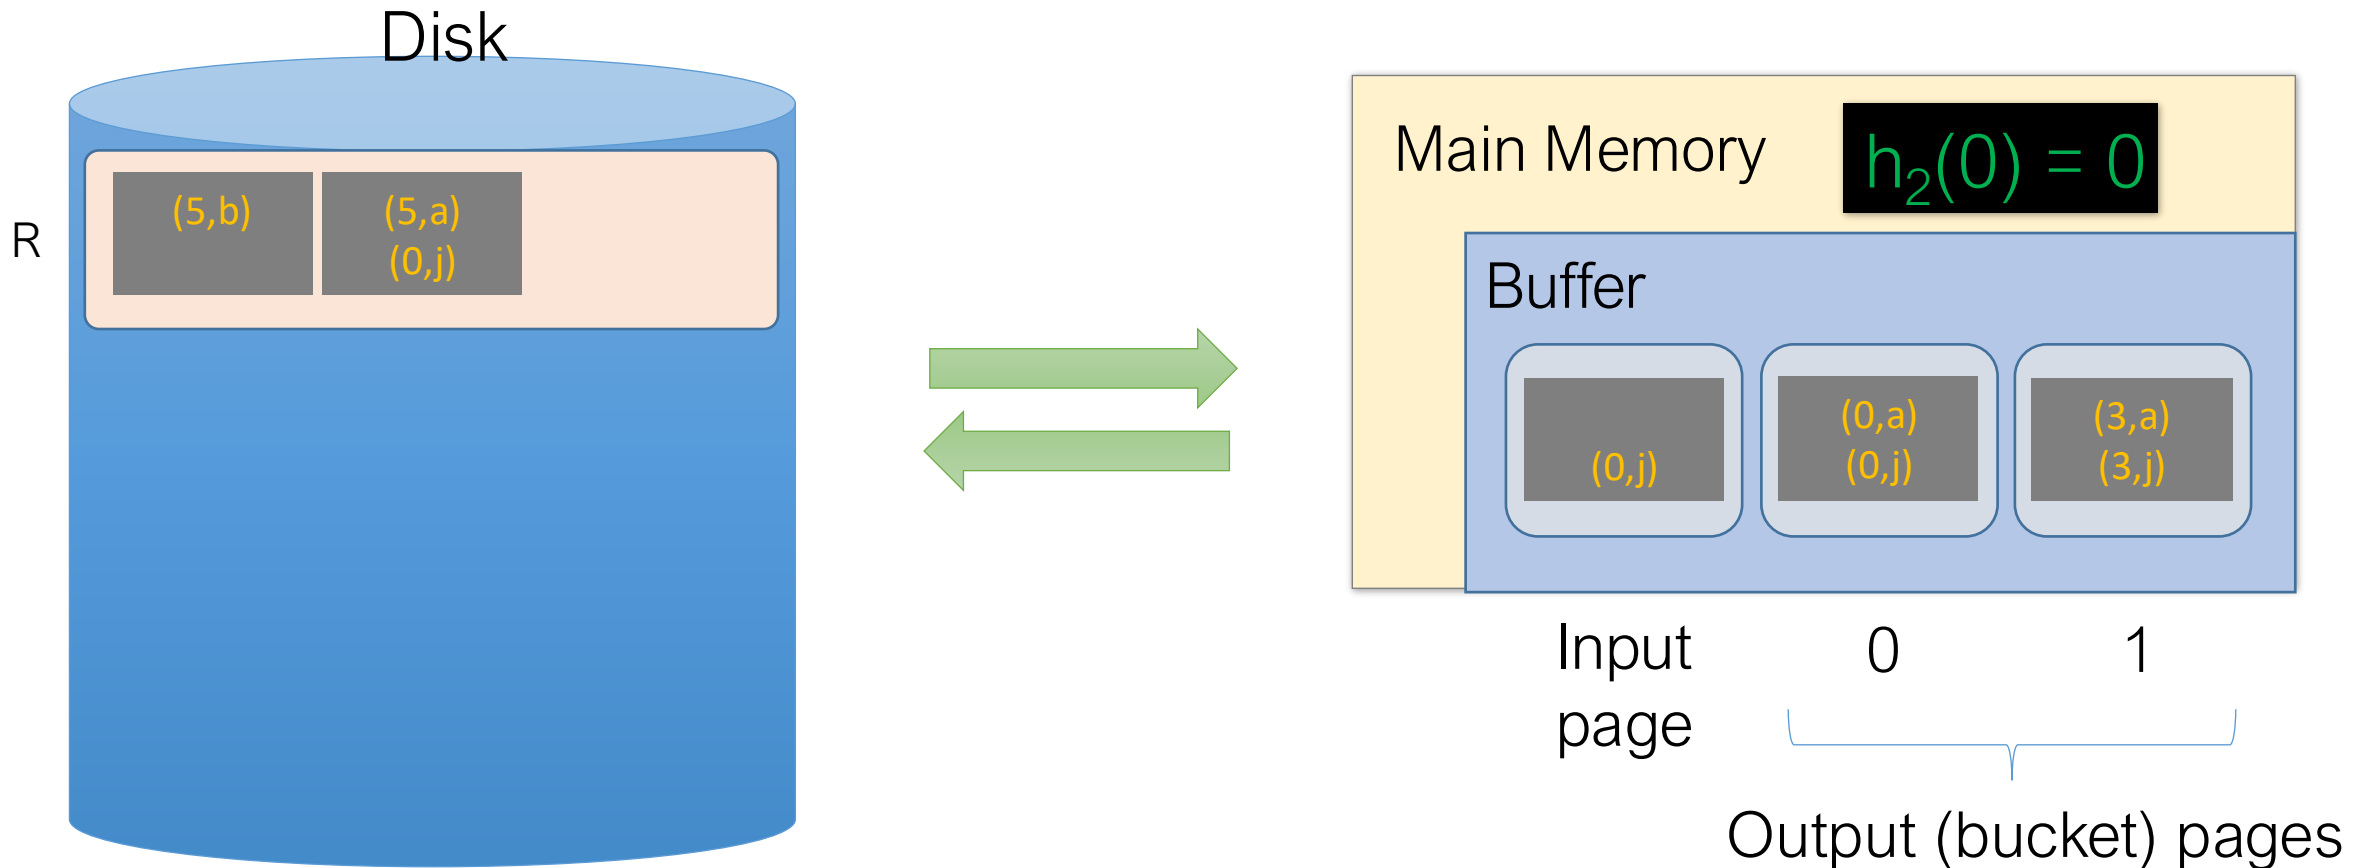 Disk
R
(5,b)
(5,a)
(0,j)
Main Memory
h₂(0) = 0
Buffer
(0,j)
(0,a)
(0,j)
(3,a)
(3,j)
Input
page
0
1
Output (bucket) pages